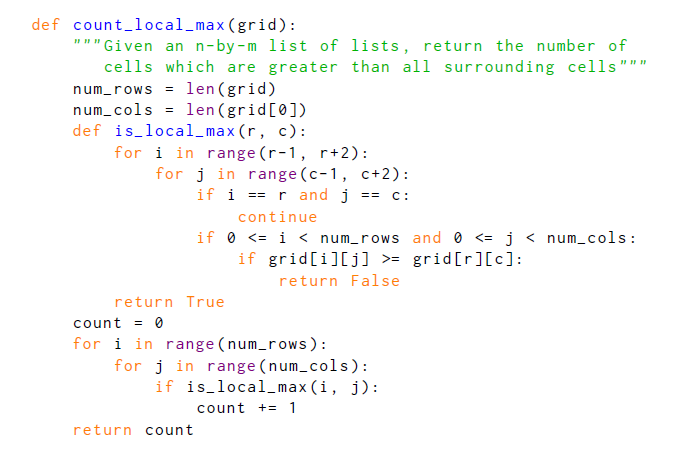 def count_local_max(grid):
    """Given an n-by-m list of lists, return the number of
       cells which are greater than all surrounding cells"""
    num_rows = len(grid)
    num_cols = len(grid[0])
    def is_local_max(r, c):
        for i in range(r-1, r+2):
            for j in range(c-1, c+2):
                if i == r and j == c:
                    continue
                if 0 <= i < num_rows and 0 <= j < num_cols:
                    if grid[i][j] >= grid[r][c]:
                        return False
        return True
    count = 0
    for i in range(num_rows):
        for j in range(num_cols):
            if is_local_max(i, j):
                count += 1
    return count